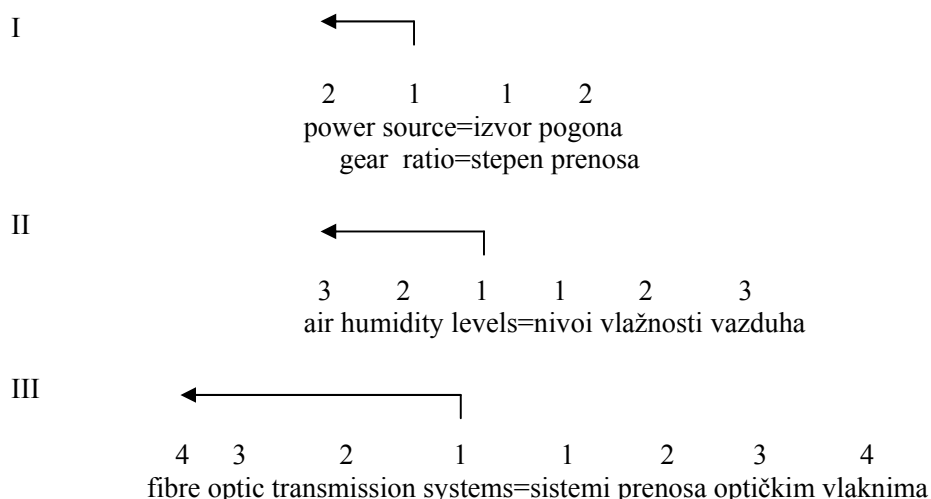 I
2 1 1 2
power source=izvor pogona
gear ratio=stepen prenosa
II
3 2 1 1 2 3
air humidity levels=nivoi vlažnosti vazduha
III
4 3 2 1 1 2 3 4
fibre optic transmission systems=sistemi prenosa optičkim vlaknima